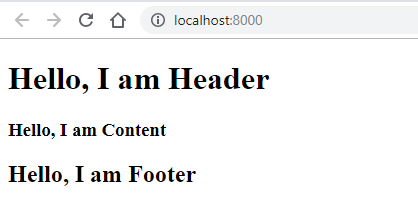 localhost:8000
Hello, I am Header
Hello, I am Content
Hello, I am Footer